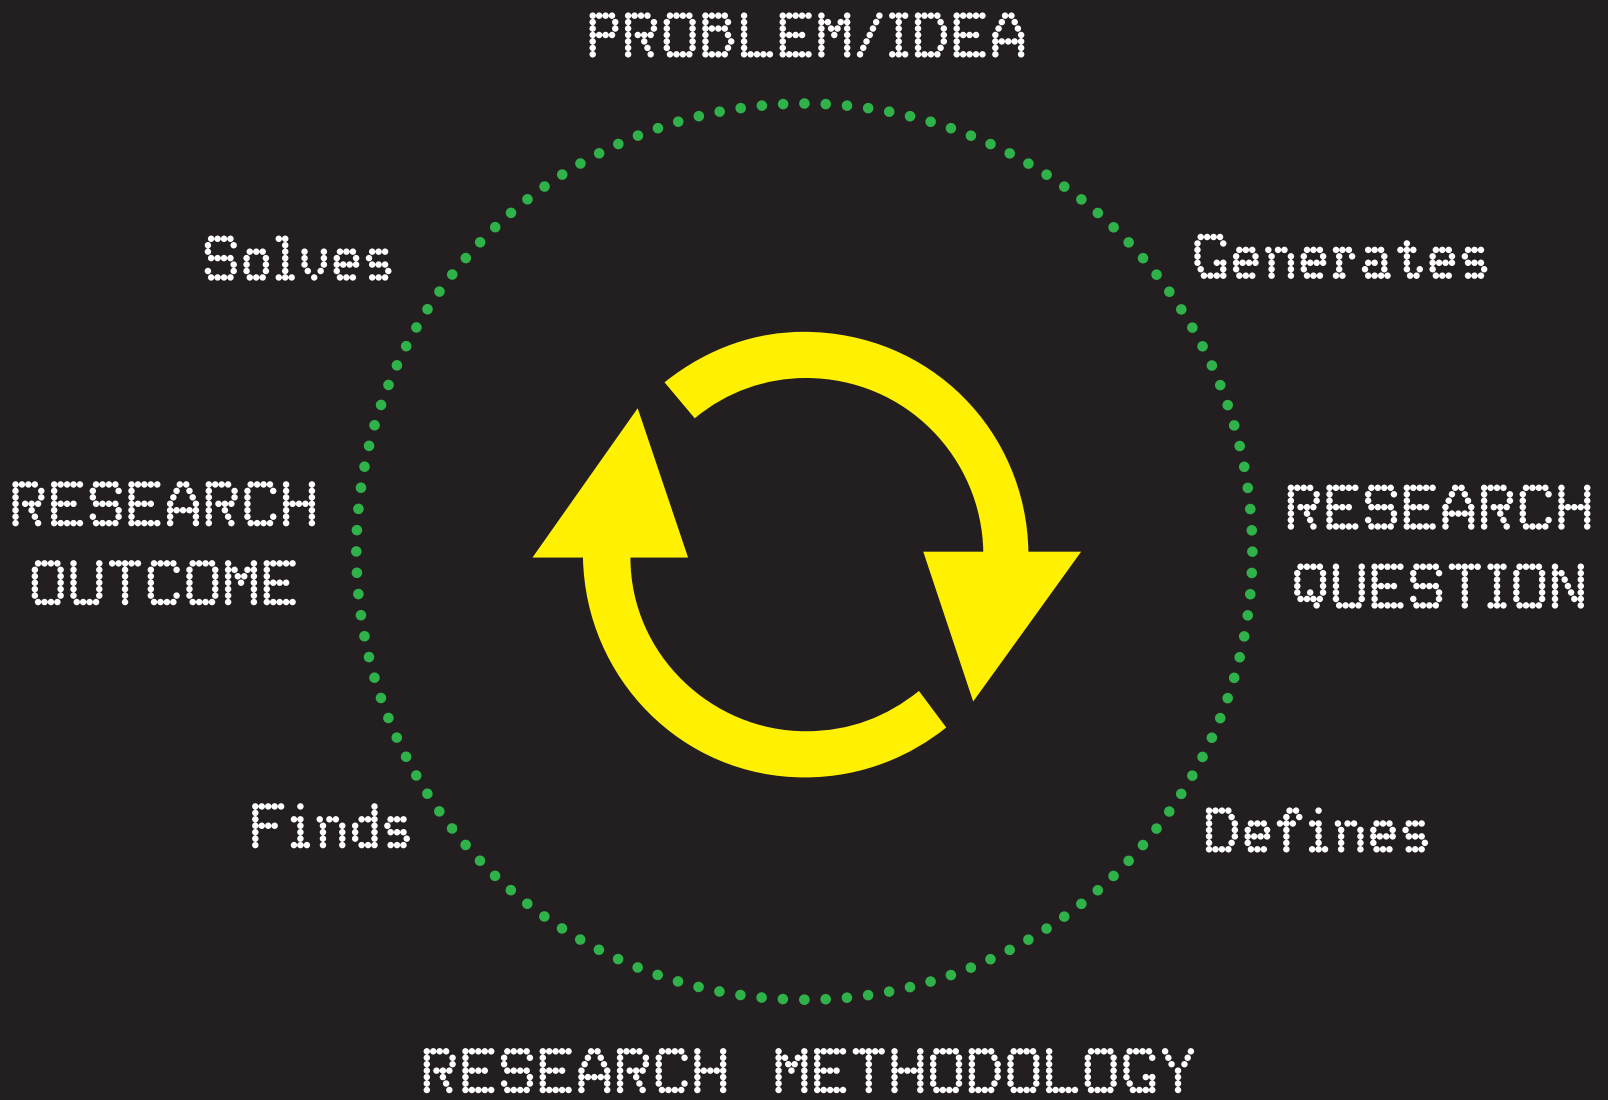 PROBLEM/IDEA
Solves
Generates
RESEARCH
OUTCOME
RESEARCH
QUESTION
Finds
Defines
RESEARCH METHODOLOGY